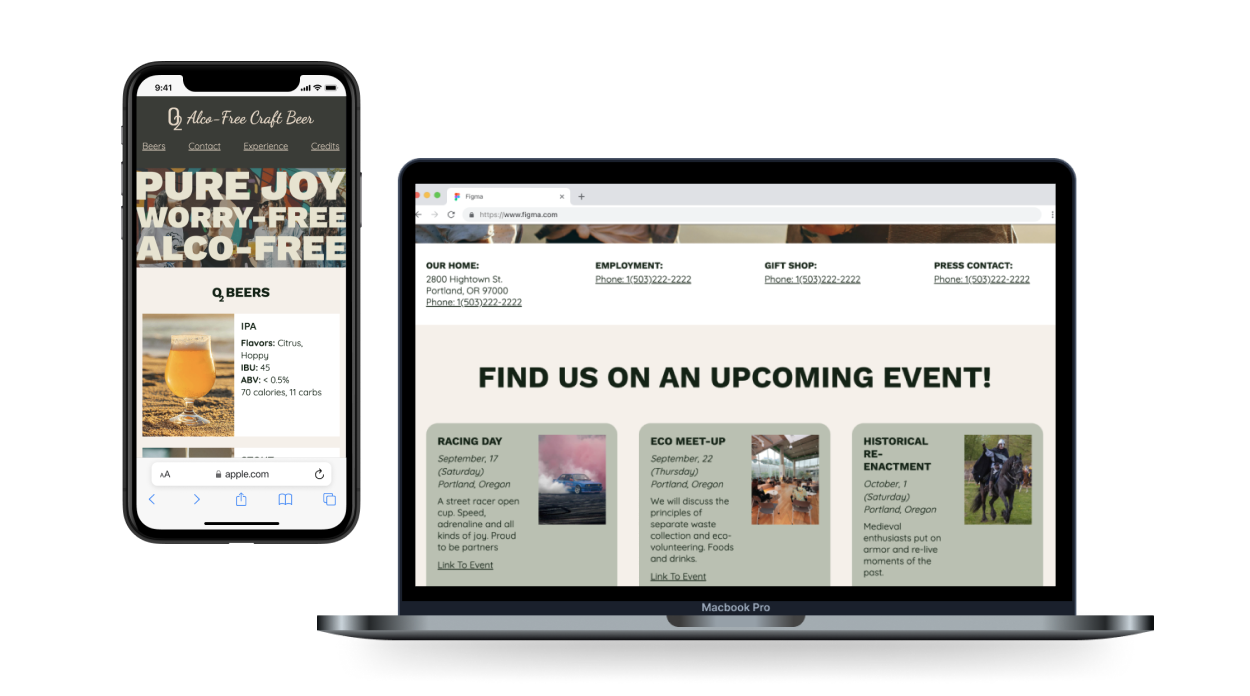 9:41
O2 Alco-Free Craft Beer
Beers Contact Experience Credits
PURE JOY
WORRY-FREE
ALCO-FREE
O2 BEERS
IPA
Flavors: Citrus,
Hoppy
IBU: 45
ABV: < 0.5%
70 calories, 11 carbs
AA apple.com
Figma
https://www.figma.com
OUR HOME:
2800 Hightown St.
Portland, OR 97000
Phone: 1(503)222-2222
EMPLOYMENT:
Phone: 1(503)222-2222
GIFT SHOP:
Phone: 1(503)222-2222
PRESS CONTACT:
Phone: 1(503)222-2222
FIND US ON AN UPCOMING EVENT!
RACING DAY
September, 17
(Saturday)
Portland, Oregon
A street racer open
cup. Speed,
adrenaline and all
kinds of joy. Proud
to be partners
Link To Event
ECO MEET-UP
September, 22
(Thursday)
Portland, Oregon
We will discuss the
principles of
separate waste
collection and eco-
volunteering. Foods
and drinks.
Link To Event
HISTORICAL
RE-
ENACTMENT
October, 1
(Saturday)
Portland, Oregon
Medieval
enthusiasts put on
armor and re-live
moments of the
past.
Macbook Pro